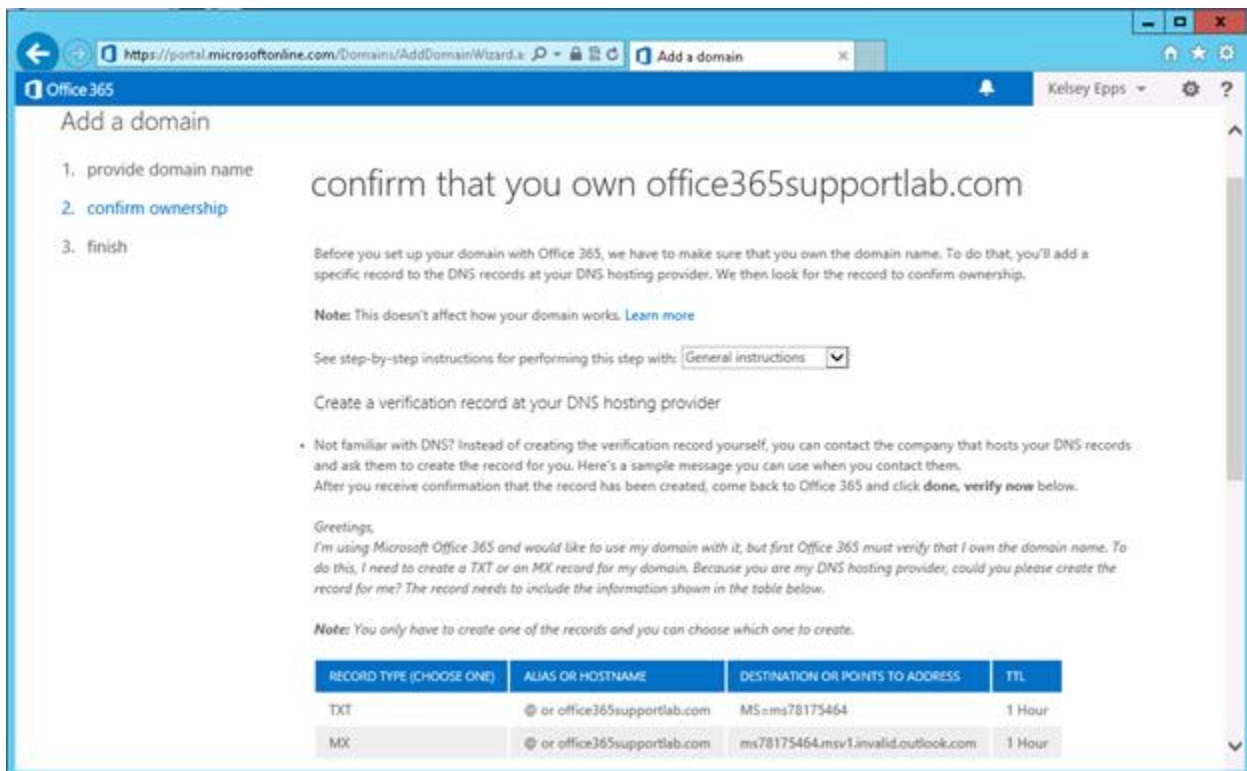 https://portal.microsoftonline.com/Domains/AddDomainWizard.a
Add a domain
Office 365
Kelsey Epps
?
Add a domain
1. provide domain name
2. confirm ownership
3. finish
confirm that you own office365supportlab.com
Before you set up your domain with Office 365, we have to make sure that you own the domain name. To do that, you'll add a
specific record to the DNS records at your DNS hosting provider. We then look for the record to confirm ownership.
Note: This doesn't affect how your domain works. Learn more
See step-by-step instructions for performing this step with: General instructions
Create a verification record at your DNS hosting provider
• Not familiar with DNS? Instead of creating the verification record yourself, you can contact the company that hosts your DNS records
and ask them to create the record for you. Here's a sample message you can use when you contact them.
After you receive confirmation that the record has been created, come back to Office 365 and click done, verify now below.
Greetings,
I'm using Microsoft Office 365 and would like to use my domain with it, but first Office 365 must verify that I own the domain name. To
do this, I need to create a TXT or an MX record for my domain. Because you are my DNS hosting provider, could you please create the
record for me? The record needs to include the information shown in the table below.
Note: You only have to create one of the records and you can choose which one to create.
RECORD TYPE (CHOOSE ONE) ALIAS OR HOSTNAME DESTINATION OR POINTS TO ADDRESS TTL
TXT @ or office365supportlab.com MS=ms78175464 1 Hour
MX @ or office365supportlab.com ms78175464.msv1.invalid.outlook.com 1 Hour